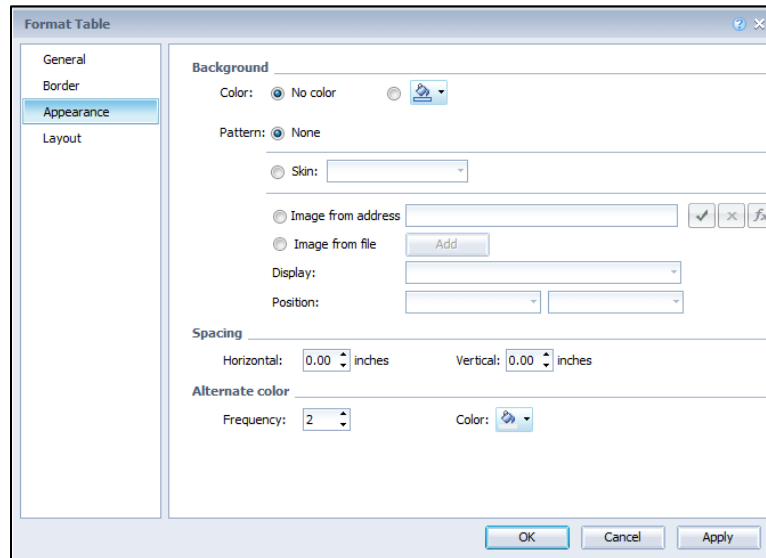 Format Table
General
Border
Appearance
Layout
Background
Color: No color
Pattern: None
Skin:
Image from address
Image from file Add
Display:
Position:
Spacing
Horizontal: 0.00 inches Vertical: 0.00 inches
Alternate color
Frequency: 2 Color:
OK Cancel Apply